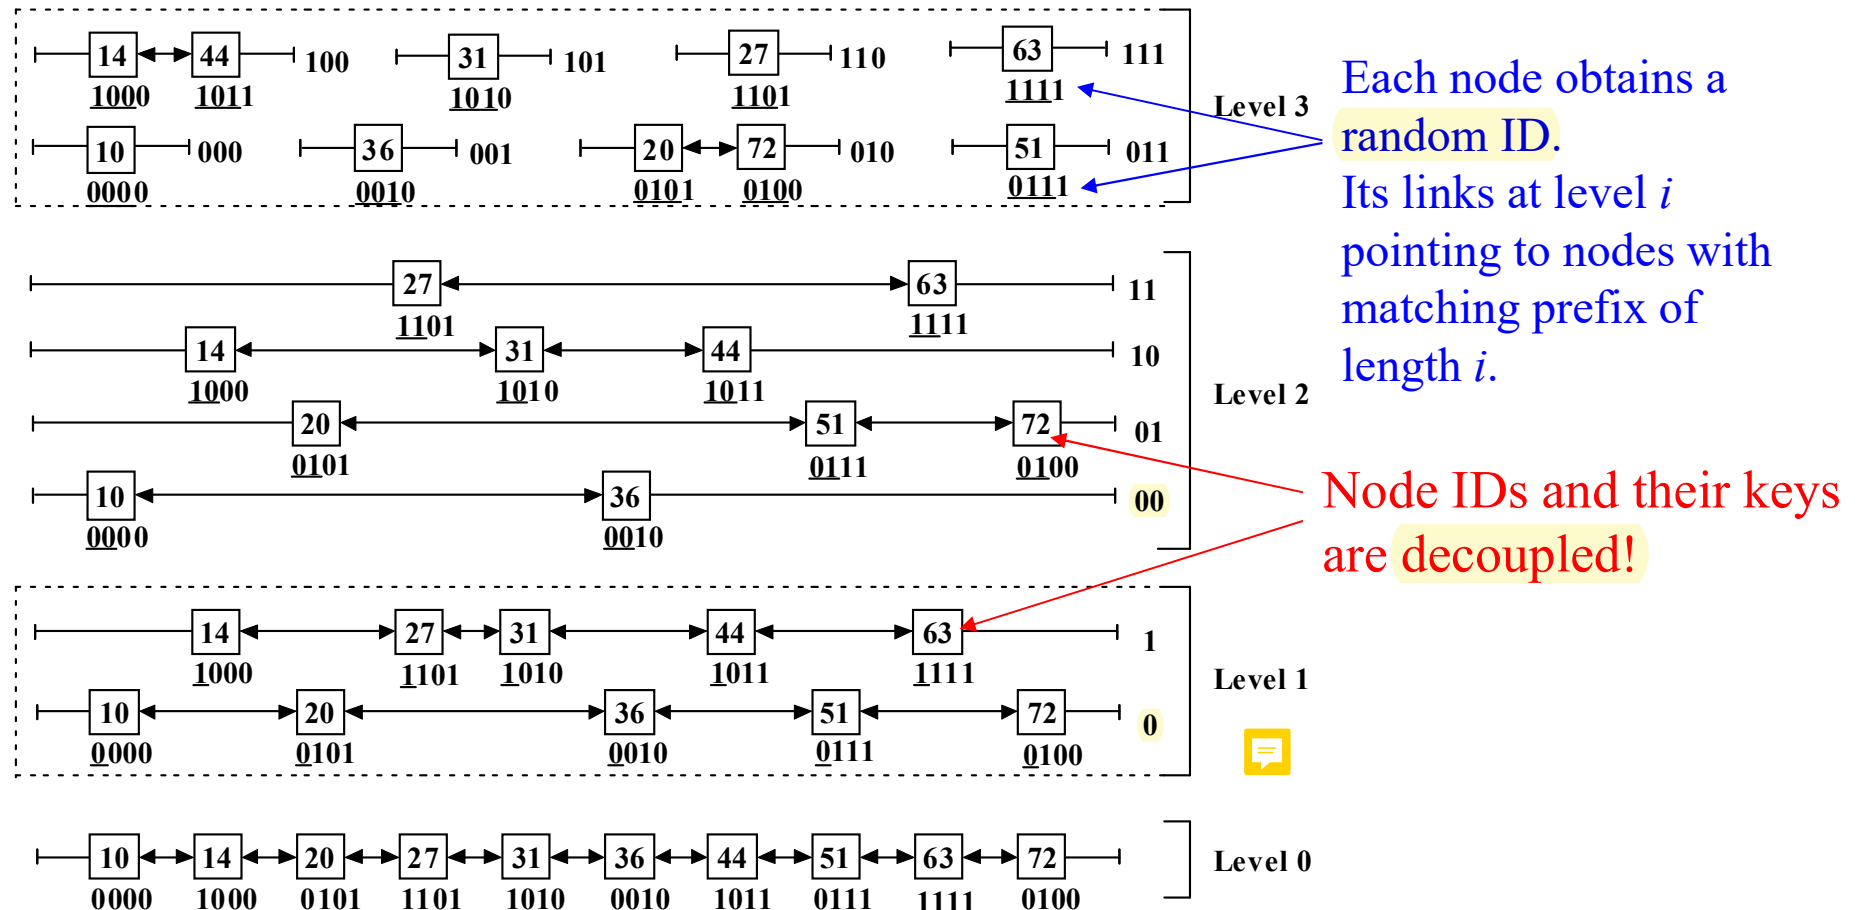 14 44 100 31 101 27 110 63 111
1000 1011 1010 1101 1111
Level 3
10 000 36 001 20 72 010 51 011
0000 0010 0101 0100 0111
27 63 11
1101 1111
14 31 44 10
1000 1010 1011
Level 2
20 51 72 01
0101 0111 0100
10 36 00
0000 0010
14 27 31 44 63 1
1000 1101 1010 1011 1111
Level 1
10 20 36 51 72 0
0000 0101 0010 0111 0100
10 14 20 27 31 36 44 51 63 72
Level 0
0000 1000 0101 1101 1010 0010 1011 0111 1111 0100
Each node obtains a
random ID.
Its links at level i
pointing to nodes with
matching prefix of
length i.
Node IDs and their keys
are decoupled!